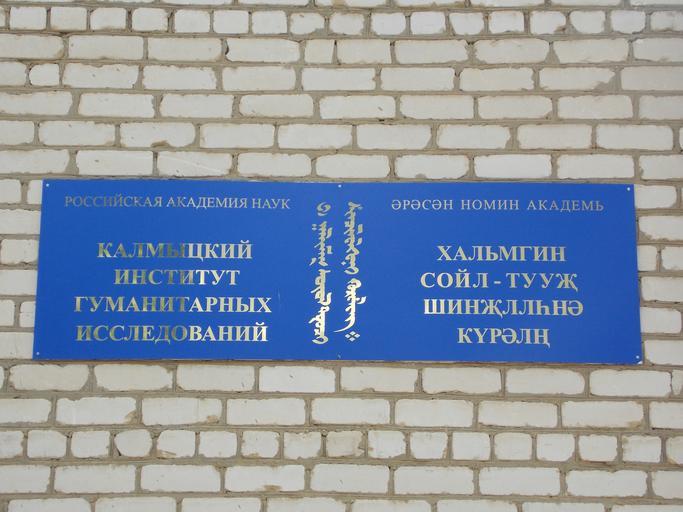 РОССИЙСКАЯ АКАДЕМИЯ НАУК
КАЛМЫЦКИЙ
ИНСТИТУТ
ГУМАНИТАРНЫХ
ИССЛЕДОВАНИЙ
ӘРӘСӘН НОМИН АКАДЕМЬ
ХАЛЬМГИН
СОЙЛ - ТУУҖ
ШИНҖЛЛҺНӘ
КҮРӘЛҢ